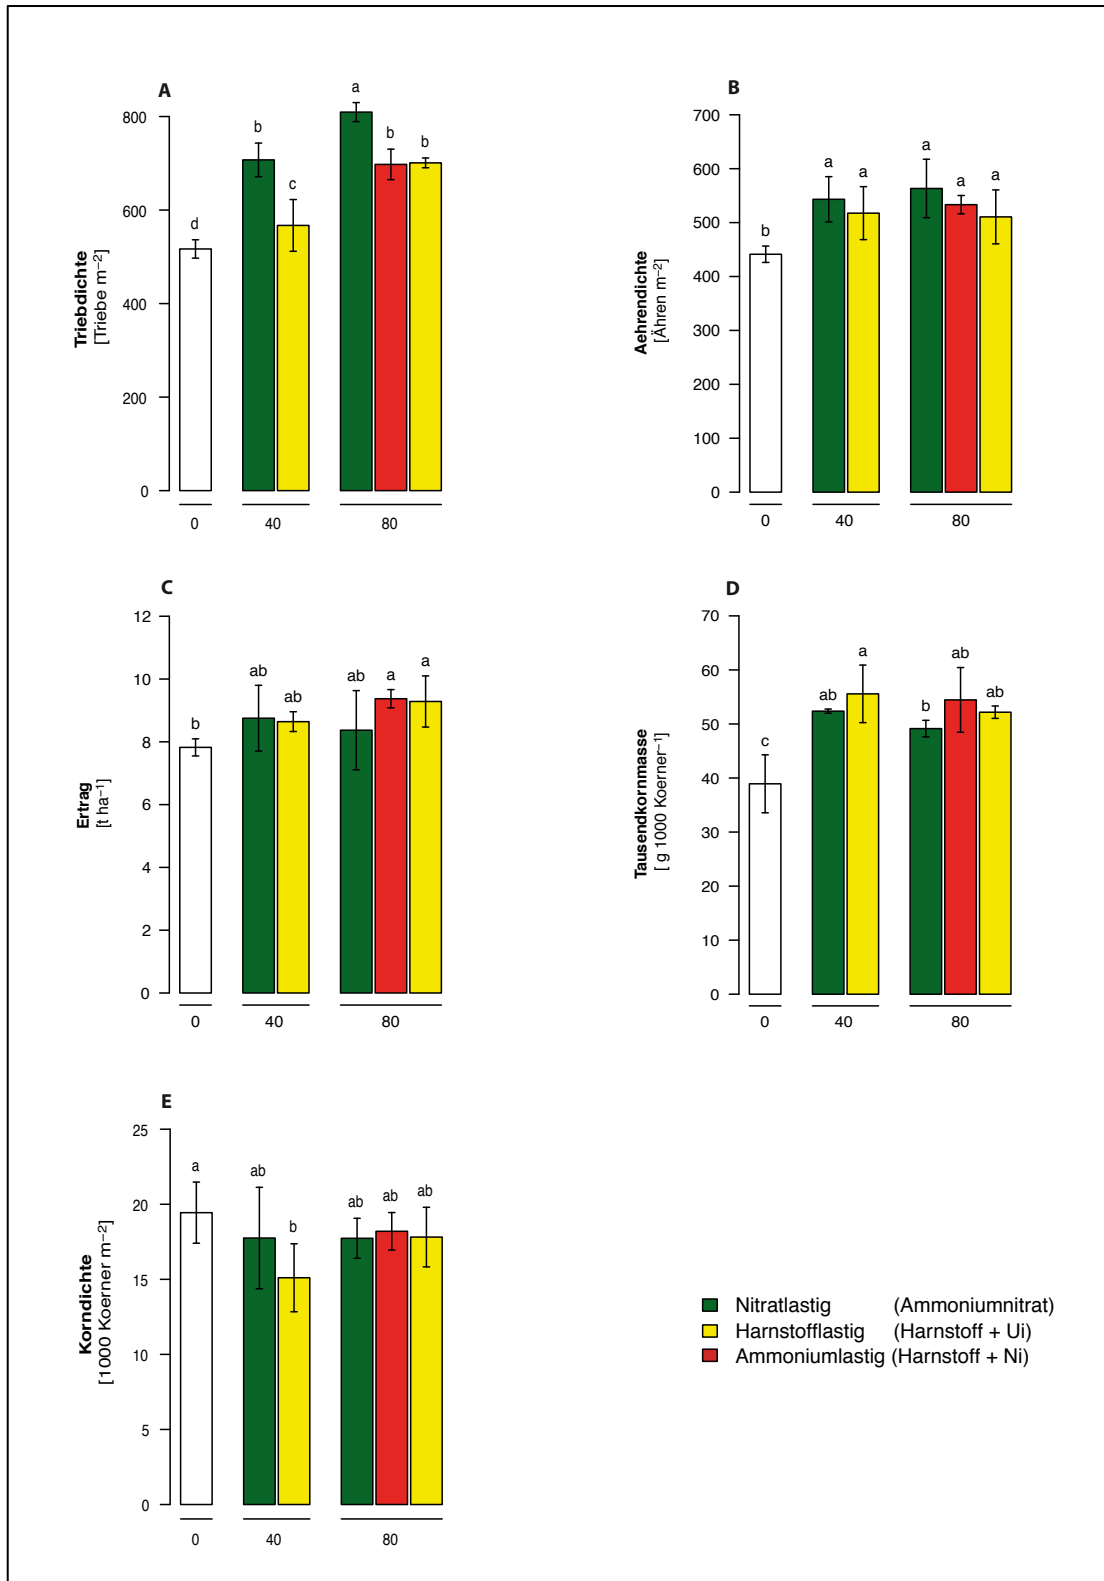 A
a
b
b
b
c
d
800
600
400
200
0
Triebdichte
[Triebe m⁻²]
0
40
80
B
a
a
a
a
a
b
700
600
500
400
300
200
100
0
Aehrendichte
[Ähren m⁻²]
0
40
80
C
b
ab
ab
ab
a
a
12
10
8
6
4
2
0
Ertrag
[t ha⁻¹]
0
40
80
D
c
ab
a
b
ab
ab
70
60
50
40
30
20
10
0
Tausendkornmasse
[ g 1000 Koerner⁻¹]
0
40
80
E
a
ab
b
ab
ab
ab
25
20
15
10
5
0
Korndichte
[1000 Koerner m⁻²]
0
40
80
Nitratlastig (Ammoniumnitrat)
Harnstofflastig (Harnstoff + Ui)
Ammoniumlastig (Harnstoff + Ni)